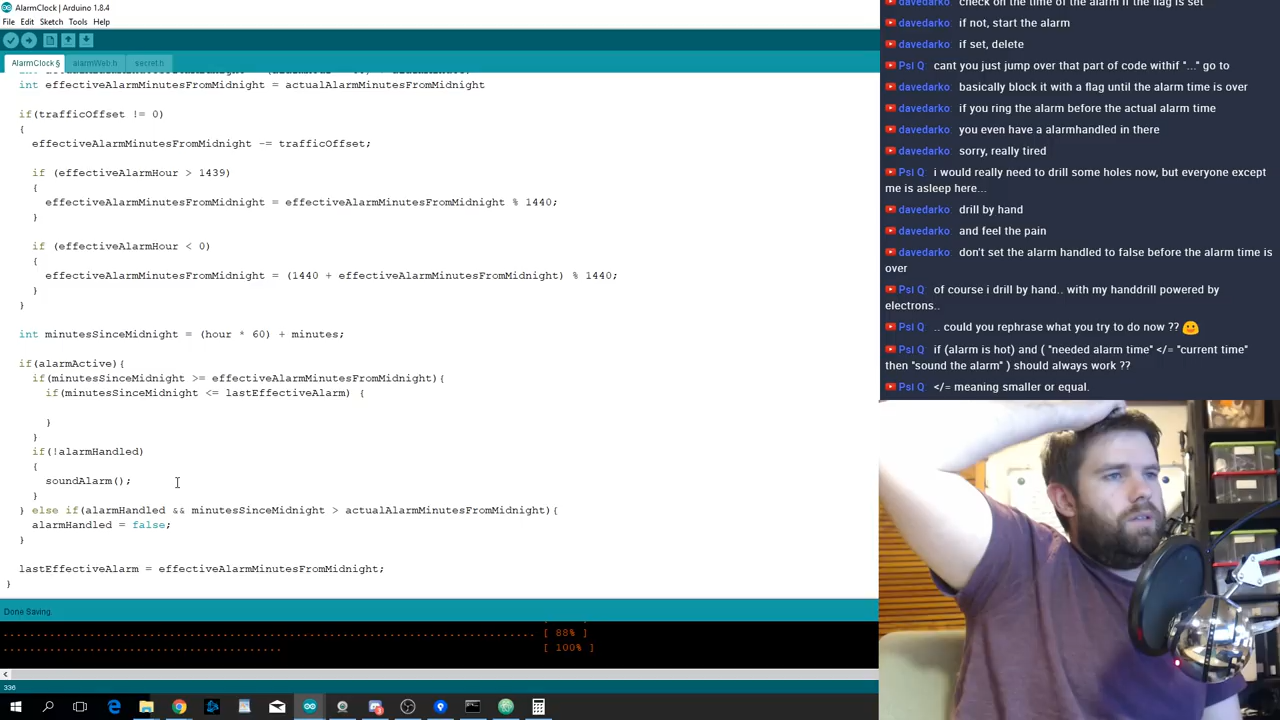 AlarmClock | Arduino 1.8.4
File Edit Sketch Tools Help
AlarmClock § alarmWeb.h secret.h
int effectiveAlarmMinutesFromMidnight = actualAlarmMinutesFromMidnight
if(trafficOffset != 0)
{
effectiveAlarmMinutesFromMidnight -= trafficOffset;
if (effectiveAlarmHour > 1439)
{
effectiveAlarmMinutesFromMidnight = effectiveAlarmMinutesFromMidnight % 1440;
}
if (effectiveAlarmHour < 0)
{
effectiveAlarmMinutesFromMidnight = (1440 + effectiveAlarmMinutesFromMidnight) % 1440;
}
}
int minutesSinceMidnight = (hour * 60) + minutes;
if(alarmActive){
if(minutesSinceMidnight >= effectiveAlarmMinutesFromMidnight){
if(minutesSinceMidnight <= lastEffectiveAlarm) {
}
}
if(!alarmHandled)
{
soundAlarm();
}
} else if(alarmHandled && minutesSinceMidnight > actualAlarmMinutesFromMidnight){
alarmHandled = false;
}
lastEffectiveAlarm = effectiveAlarmMinutesFromMidnight;
}
Done Saving.
[ 88% ]
[ 100% ]
336
check on the time of the alarm if the flag is set
davedarko: if not, start the alarm
davedarko: if set, delete
Psi Q: cant you just jump over that part of code withif "..." go to
davedarko: basically block it with a flag until the alarm time is over
davedarko: if you ring the alarm before the actual alarm time
davedarko: you even have a alarmhandled in there
davedarko: sorry, really tired
Psi Q: i would really need to drill some holes now, but everyone except
me is asleep here...
davedarko: drill by hand
davedarko: and feel the pain
davedarko: don't set the alarm handled to false before the alarm time is
over
Psi Q: of course i drill by hand.. with my handdrill powered by
electrons..
Psi Q: .. could you rephrase what you try to do now ??
Psi Q: if (alarm is hot) and ( "needed alarm time" </= "current time"
then "sound the alarm" ) should always work ??
Psi Q: </= meaning smaller or equal.